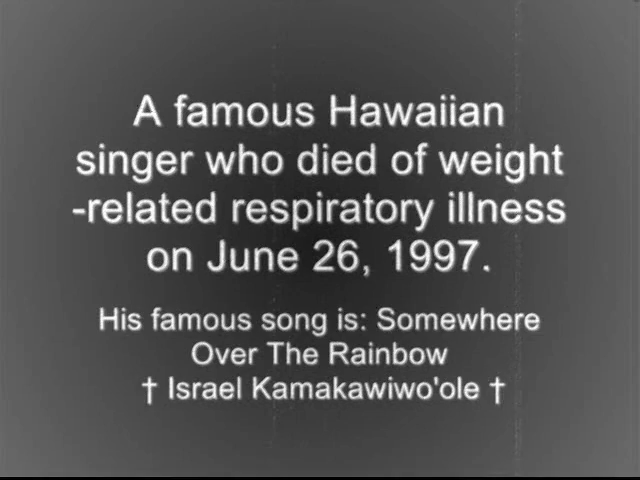 A famous Hawaiian
singer who died of weight
-related respiratory illness
on June 26, 1997.
His famous song is: Somewhere
Over The Rainbow
† Israel Kamakawiwo'ole †